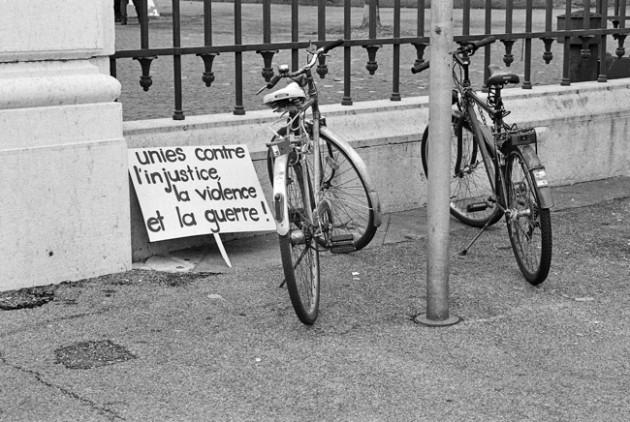 unies contre
l'injustice,
la violence
et la guerre !